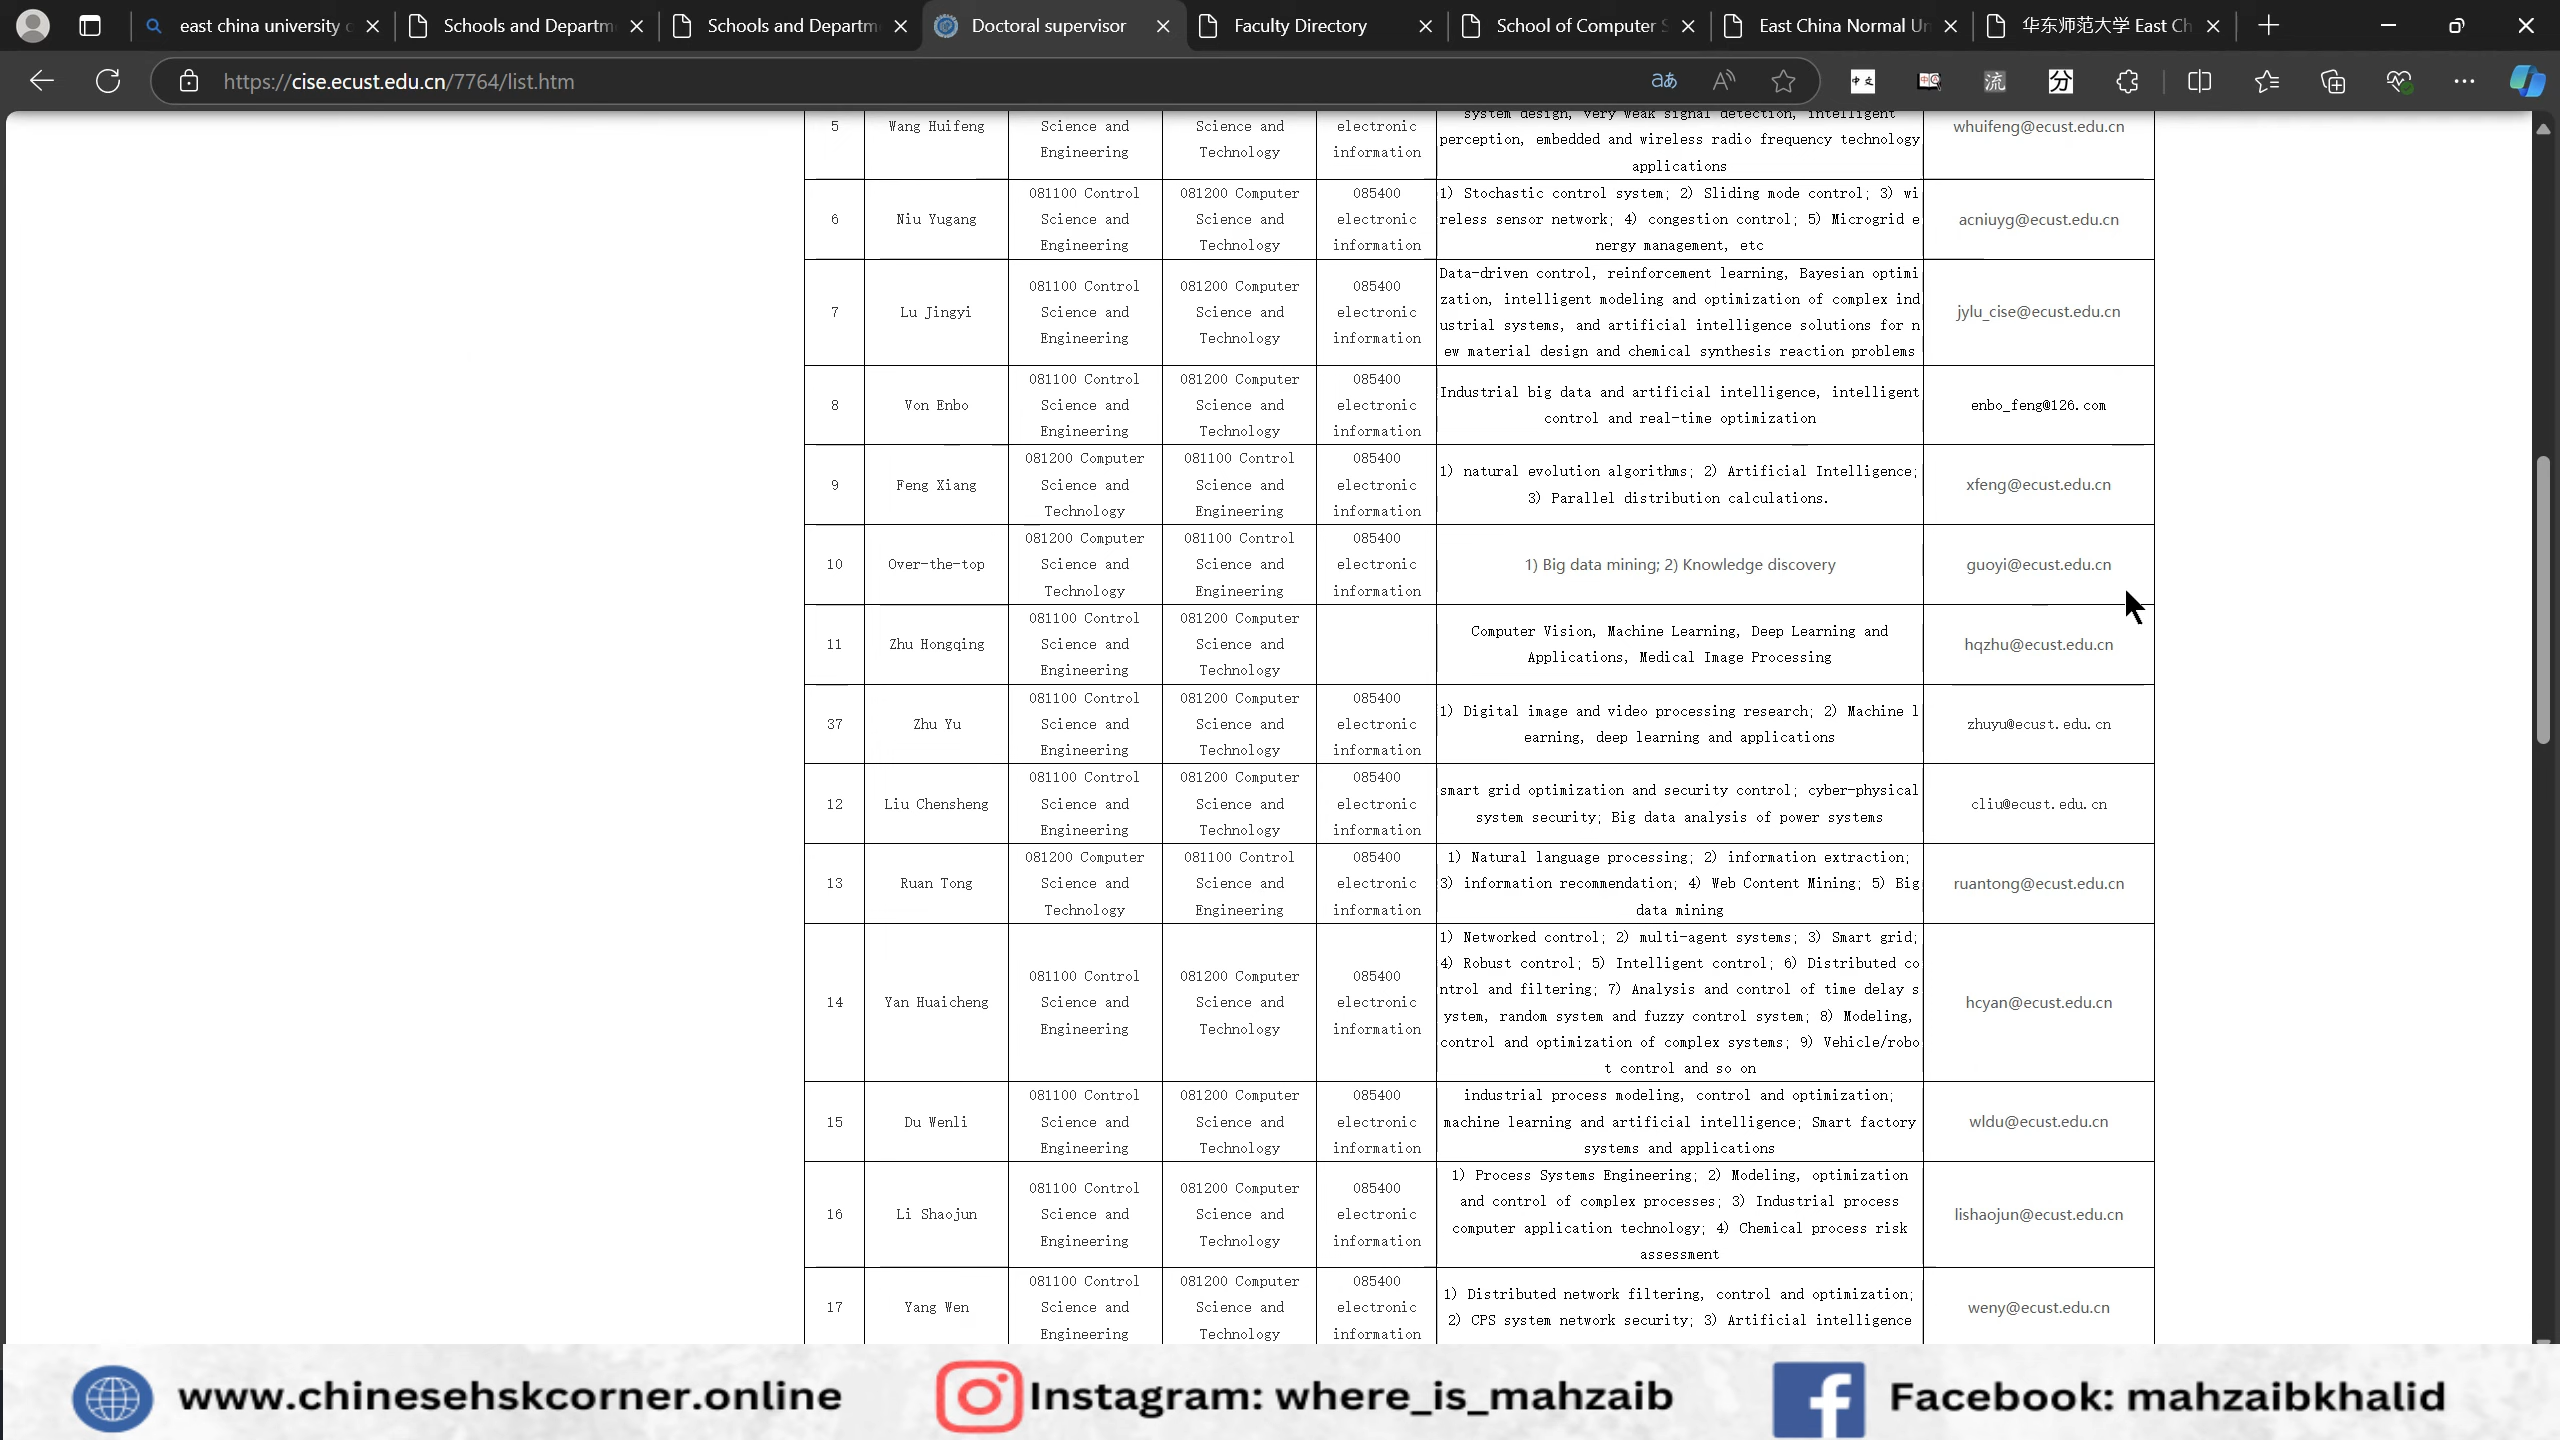 east china university c
Schools and Departm
Schools and Departm
Doctoral supervisor
Faculty Directory
School of Computer S
East China Normal Un
华东师范大学 East Ch
https://cise.ecust.edu.cn/7764/list.htm
5 Wang Huifeng Science and Engineering Science and Technology electronic information system design, very weak signal detection, intelligent
perception, embedded and wireless radio frequency technology
applications whuifeng@ecust.edu.cn
6 Niu Yugang 081100 Control Science and Engineering 081200 Computer Science and Technology 085400 electronic information 1) Stochastic control system; 2) Sliding mode control; 3) wi
reless sensor network; 4) congestion control; 5) Microgrid e
nergy management, etc acniuyg@ecust.edu.cn
7 Lu Jingyi 081100 Control Science and Engineering 081200 Computer Science and Technology 085400 electronic information Data-driven control, reinforcement learning, Bayesian optimi
zation, intelligent modeling and optimization of complex ind
ustrial systems, and artificial intelligence solutions for n
ew material design and chemical synthesis reaction problems jylu_cise@ecust.edu.cn
8 Von Enbo 081100 Control Science and Engineering 081200 Computer Science and Technology 085400 electronic information Industrial big data and artificial intelligence, intelligent
control and real-time optimization enbo_feng@126.com
9 Feng Xiang 081200 Computer Science and Technology 081100 Control Science and Engineering 085400 electronic information 1) natural evolution algorithms; 2) Artificial Intelligence;
3) Parallel distribution calculations. xfeng@ecust.edu.cn
10 Over-the-top 081200 Computer Science and Technology 081100 Control Science and Engineering 085400 electronic information 1) Big data mining; 2) Knowledge discovery guoyi@ecust.edu.cn
11 Zhu Hongqing 081100 Control Science and Engineering 081200 Computer Science and Technology Computer Vision, Machine Learning, Deep Learning and
Applications, Medical Image Processing hqzhu@ecust.edu.cn
37 Zhu Yu 081100 Control Science and Engineering 081200 Computer Science and Technology 085400 electronic information 1) Digital image and video processing research; 2) Machine l
earning, deep learning and applications zhuyu@ecust.edu.cn
12 Liu Chensheng 081100 Control Science and Engineering 081200 Computer Science and Technology 085400 electronic information smart grid optimization and security control; cyber-physical
system security; Big data analysis of power systems cliu@ecust.edu.cn
13 Ruan Tong 081200 Computer Science and Technology 081100 Control Science and Engineering 085400 electronic information 1) Natural language processing; 2) information extraction;
3) information recommendation; 4) Web Content Mining; 5) Big
data mining ruantong@ecust.edu.cn
14 Yan Huaicheng 081100 Control Science and Engineering 081200 Computer Science and Technology 085400 electronic information 1) Networked control; 2) multi-agent systems; 3) Smart grid;
4) Robust control; 5) Intelligent control; 6) Distributed co
ntrol and filtering; 7) Analysis and control of time delay s
ystem, random system and fuzzy control system; 8) Modeling,
control and optimization of complex systems; 9) Vehicle/robo
t control and so on hcyan@ecust.edu.cn
15 Du Wenli 081100 Control Science and Engineering 081200 Computer Science and Technology 085400 electronic information industrial process modeling, control and optimization;
machine learning and artificial intelligence; Smart factory
systems and applications wldu@ecust.edu.cn
16 Li Shaojun 081100 Control Science and Engineering 081200 Computer Science and Technology 085400 electronic information 1) Process Systems Engineering; 2) Modeling, optimization
and control of complex processes; 3) Industrial process
computer application technology; 4) Chemical process risk
assessment lishaojun@ecust.edu.cn
17 Yang Wen 081100 Control Science and Engineering 081200 Computer Science and Technology 085400 electronic information 1) Distributed network filtering, control and optimization;
2) CPS system network security; 3) Artificial intelligence weny@ecust.edu.cn
www.chinesehskcorner.online
Instagram: where_is_mahzaib
Facebook: mahzaibkhalid